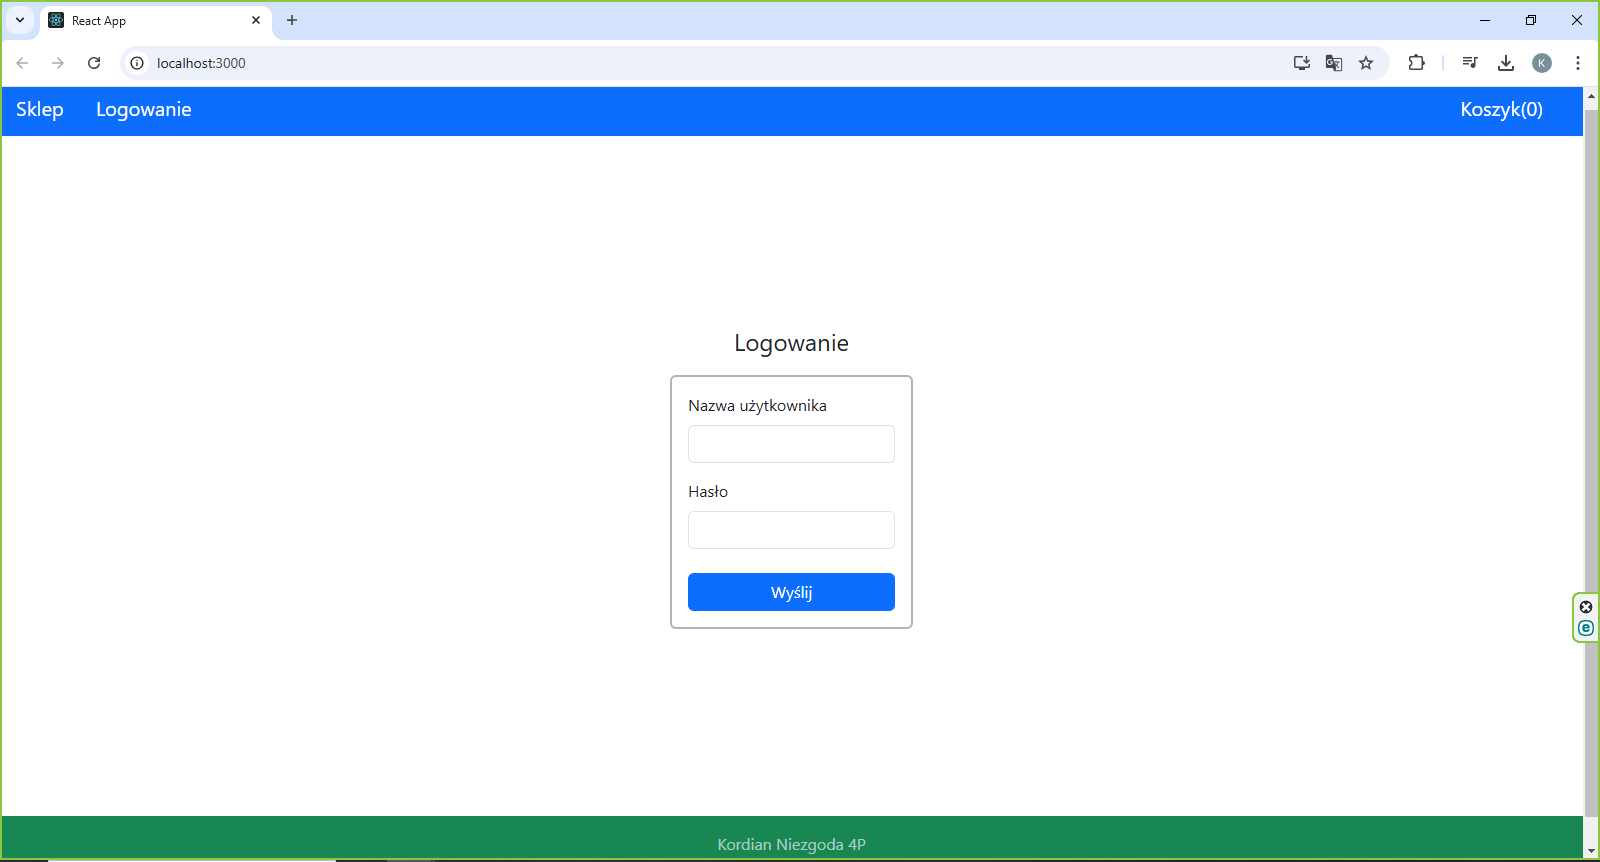 React App
localhost:3000
K
Sklep Logowanie Koszyk(0)
Logowanie
Nazwa użytkownika
Hasło
Wyślij
e
Kordian Niezgoda 4P